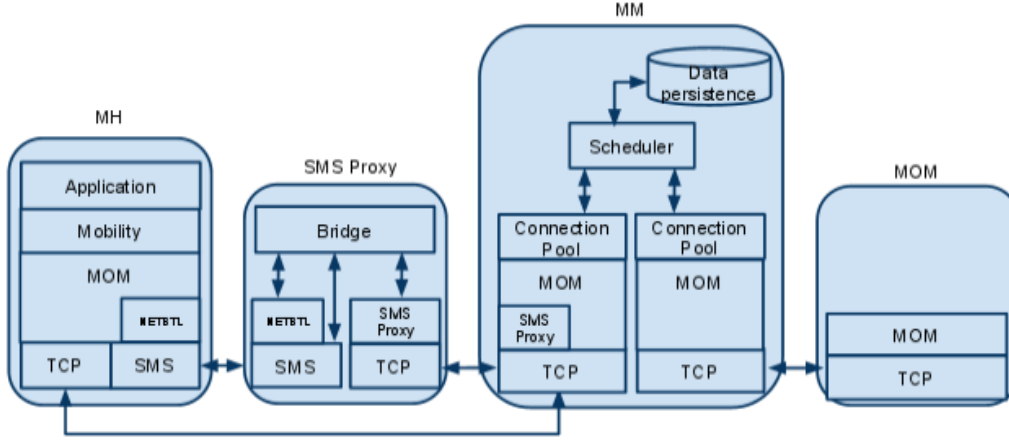 MH
Application
Mobility
MOM
NETBTL
TCP
SMS
SMS Proxy
Bridge
NETBTL
SMS
Proxy
SMS
TCP
MM
Data
persistence
Scheduler
Connection
Pool
Connection
Pool
MOM
MOM
SMS
Proxy
TCP
TCP
MOM
MOM
TCP